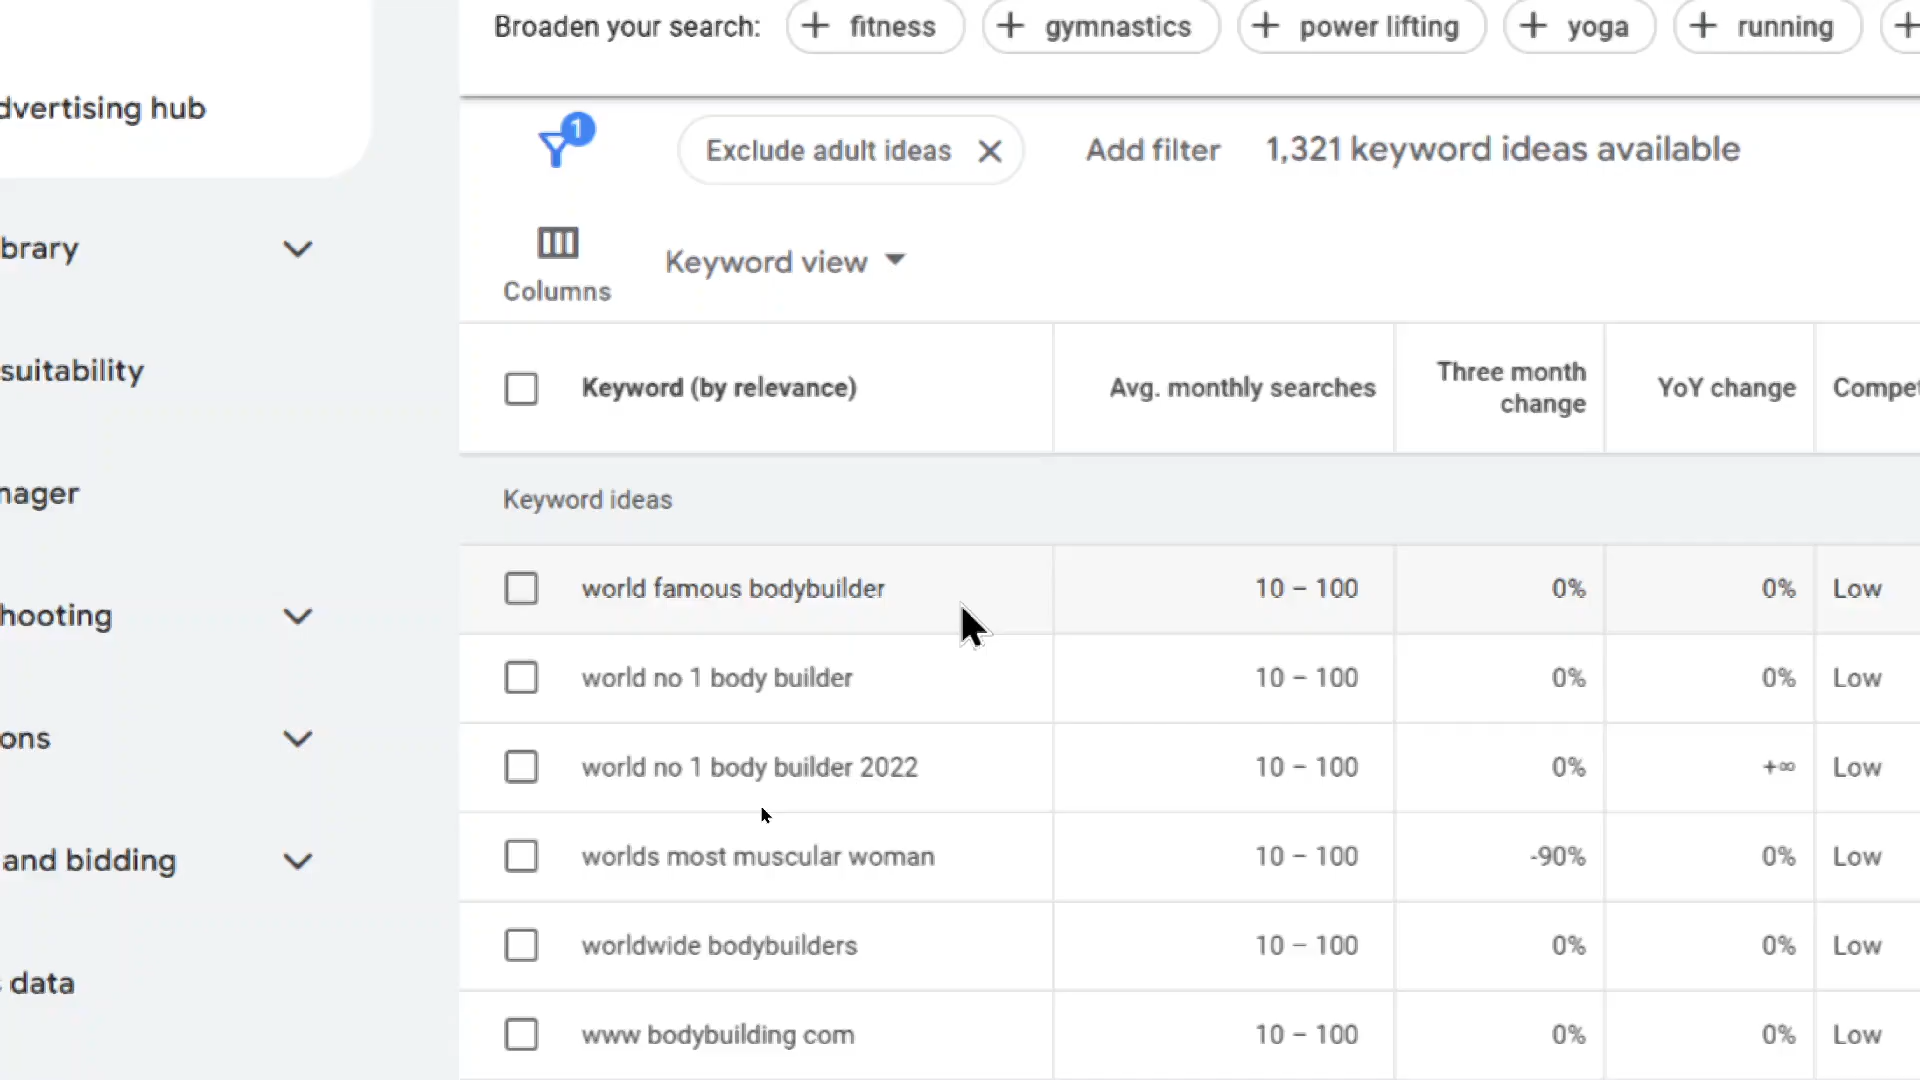 Broaden your search: + fitness + gymnastics + power lifting + yoga + running +
dvertising hub
1
Exclude adult ideas Add filter 1,321 keyword ideas available
brary
Columns Keyword view
suitability
Keyword (by relevance) Avg. monthly searches Three month change YoY change Compet
nager
Keyword ideas
world famous bodybuilder 10 – 100 0% 0% Low
hooting
world no 1 body builder 10 – 100 0% 0% Low
ons
world no 1 body builder 2022 10 – 100 0% +∞ Low
and bidding
worlds most muscular woman 10 – 100 -90% 0% Low
worldwide bodybuilders 10 – 100 0% 0% Low
data
www bodybuilding com 10 – 100 0% 0% Low